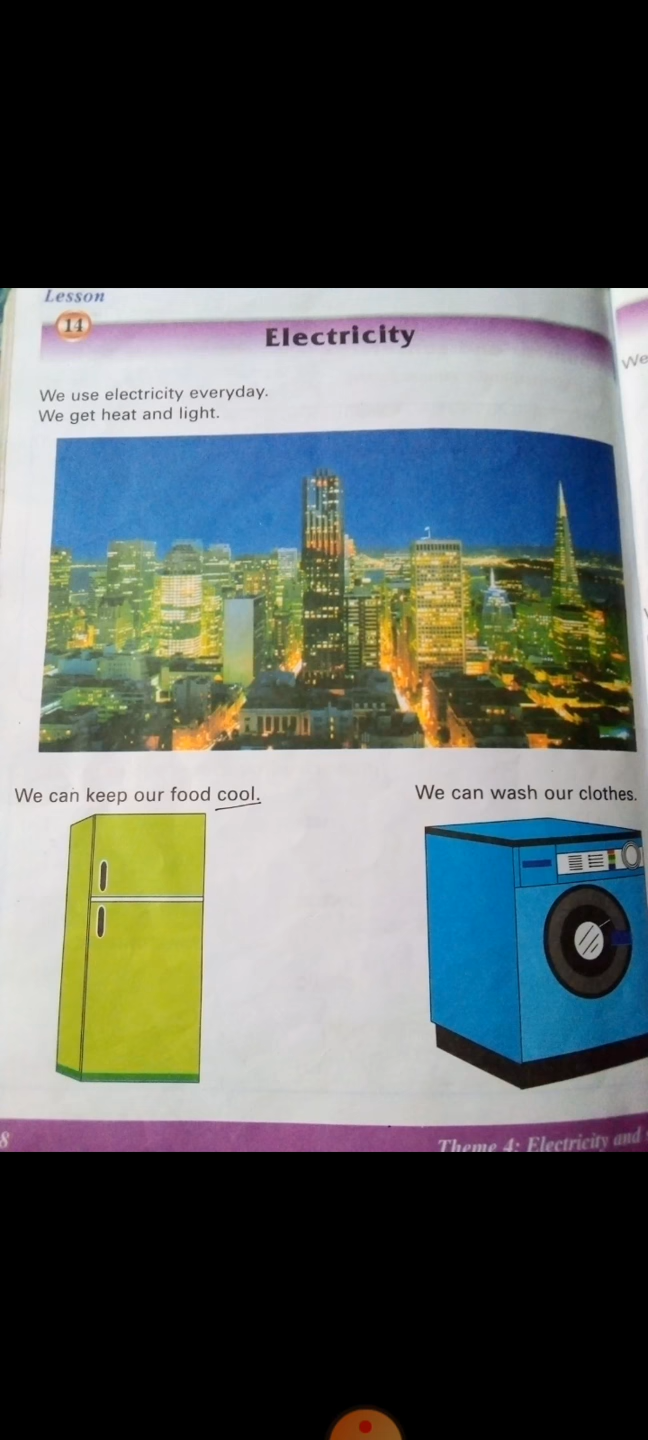 Lesson
14
Electricity
We use electricity everyday.
We get heat and light.
We
We can keep our food cool.
We can wash our clothes.
8
Theme 4: Electricity and